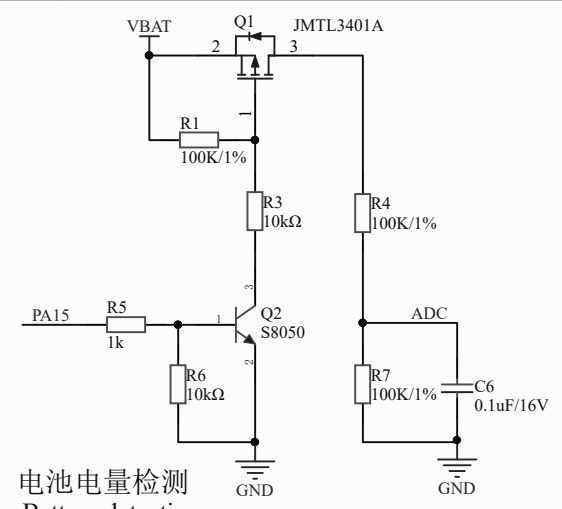 VBAT
Q1
JMTL3401A
2
3
1
R1
100K/1%
R3
10kΩ
R4
100K/1%
3
PA15
R5
1k
1
Q2
S8050
2
ADC
R6
10kΩ
R7
100K/1%
C6
0.1uF/16V
GND
GND
电池电量检测